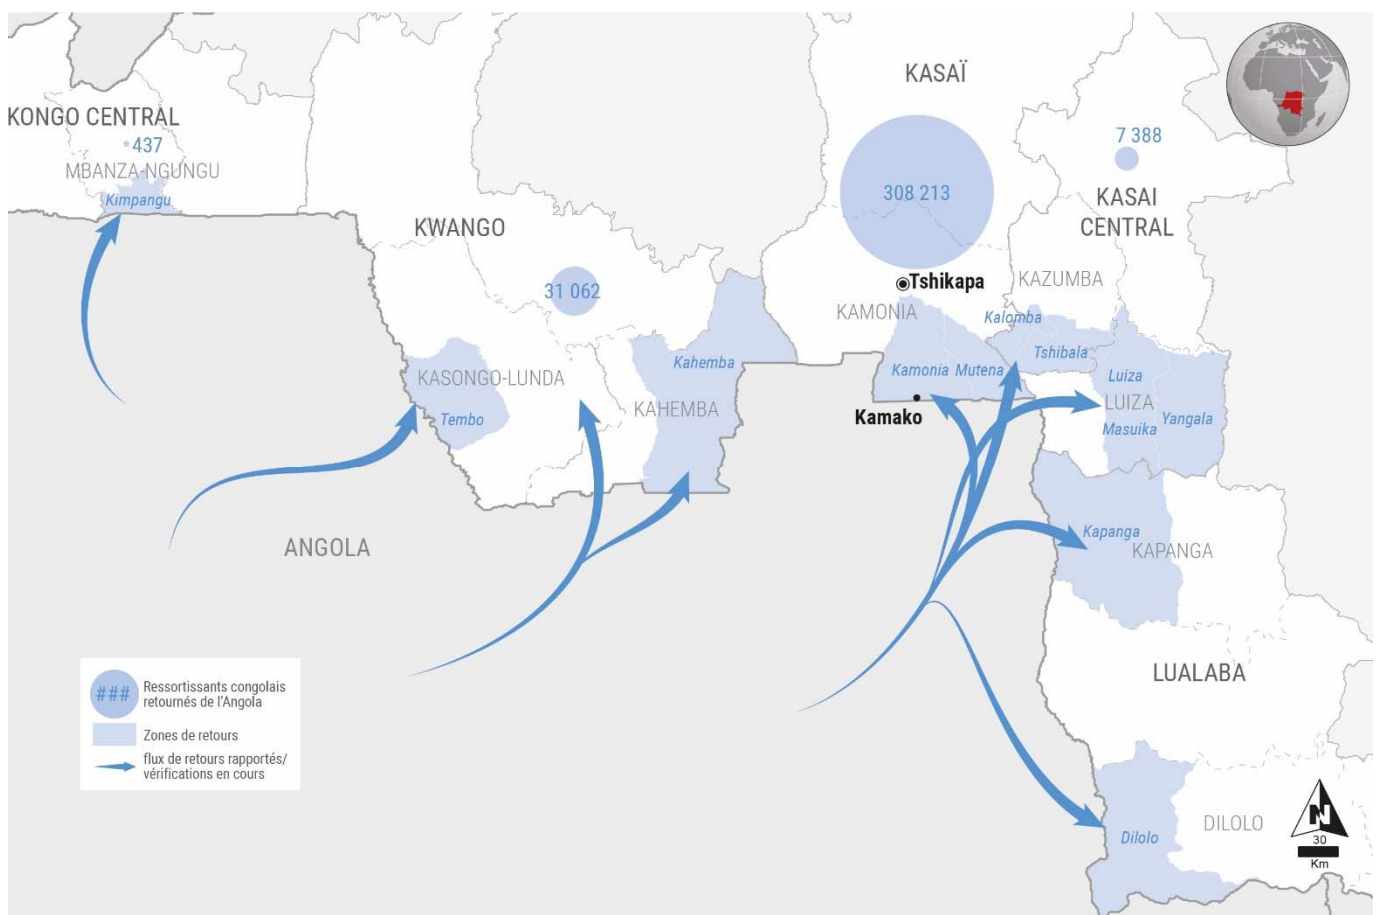 KASAÏ
KONGO CENTRAL
437
MBANZA-NGUNGU
Kimpangu
7 388
308 213
KASAI
CENTRAL
KWANGO
31 062
Tshikapa
KAZUMBA
KAMONIA
Kalomba
Tshibala
Kahemba
KASONGO-LUNDA
Tembo
KAHEMBA
Kamonia
Mutena
Kamako
Luiza
LUIZA
Masuika
Yangala
ANGOLA
Kapanga
KAPANGA
LUALABA
###
Ressortissants congolais
retournés de l'Angola
Zones de retours
flux de retours rapportés/
vérifications en cours
Dilolo
DILOLO
N
30
Km